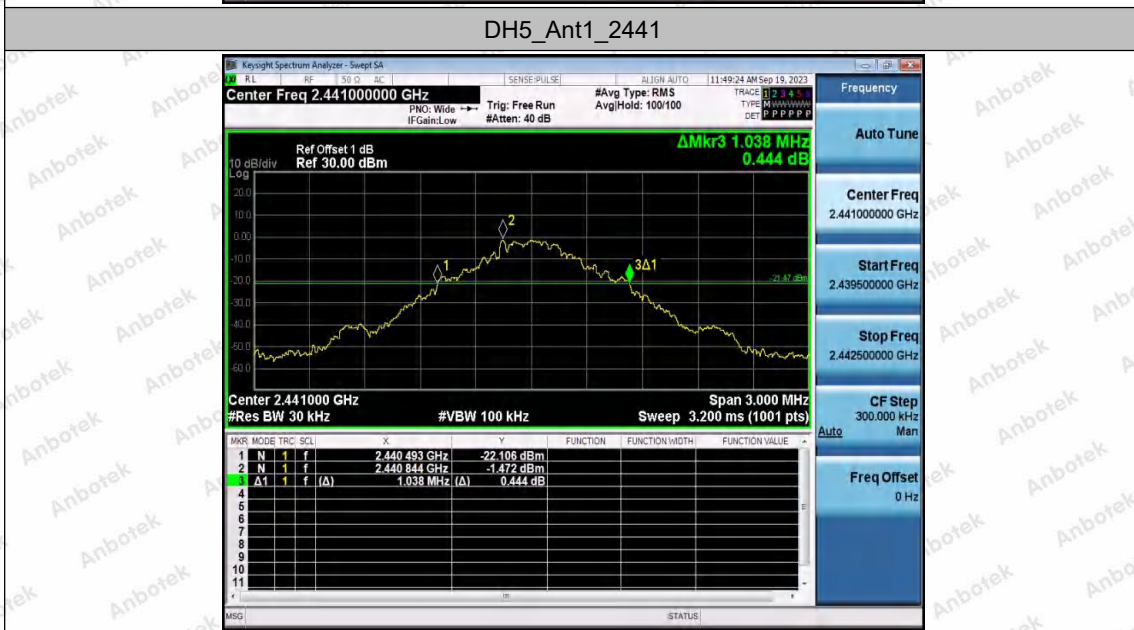 DH5_Ant1_2441
Keysight Spectrum Analyzer - Swept SA
RL RF 50 Ω AC SENSE:PULSE ALIGN AUTO 11:49:24 AM Sep 19, 2023
Center Freq 2.441000000 GHz
PNO: Wide
IFGain:Low
Trig: Free Run
#Atten: 40 dB
#Avg Type: RMS
Avg|Hold: 100/100
TRACE 1 2 3 4 5 6
TYPE M W W W W W
DET P P P P P P
Frequency
ΔMkr3 1.038 MHz
0.444 dB
Ref Offset 1 dB
10 dB/div Ref 30.00 dBm
Log
20.0
10.0
0.00
-10.0
-20.0
-30.0
-40.0
-50.0
-60.0
1
2
3Δ1
-21.47 dBm
Center 2.441000 GHz Span 3.000 MHz
#Res BW 30 kHz #VBW 100 kHz Sweep 3.200 ms (1001 pts)
MKR MODE TRC SCL X Y FUNCTION FUNCTION WIDTH FUNCTION VALUE
1 N 1 f 2.440 493 GHz -22.106 dBm
2 N 1 f 2.440 844 GHz -1.472 dBm
3 Δ1 1 f (Δ) 1.038 MHz (Δ) 0.444 dB
4
5
6
7
8
9
10
11
MSG STATUS
Auto Tune
Center Freq
2.441000000 GHz
Start Freq
2.439500000 GHz
Stop Freq
2.442500000 GHz
CF Step
300.000 kHz
Auto Man
Freq Offset
0 Hz
Anbotek